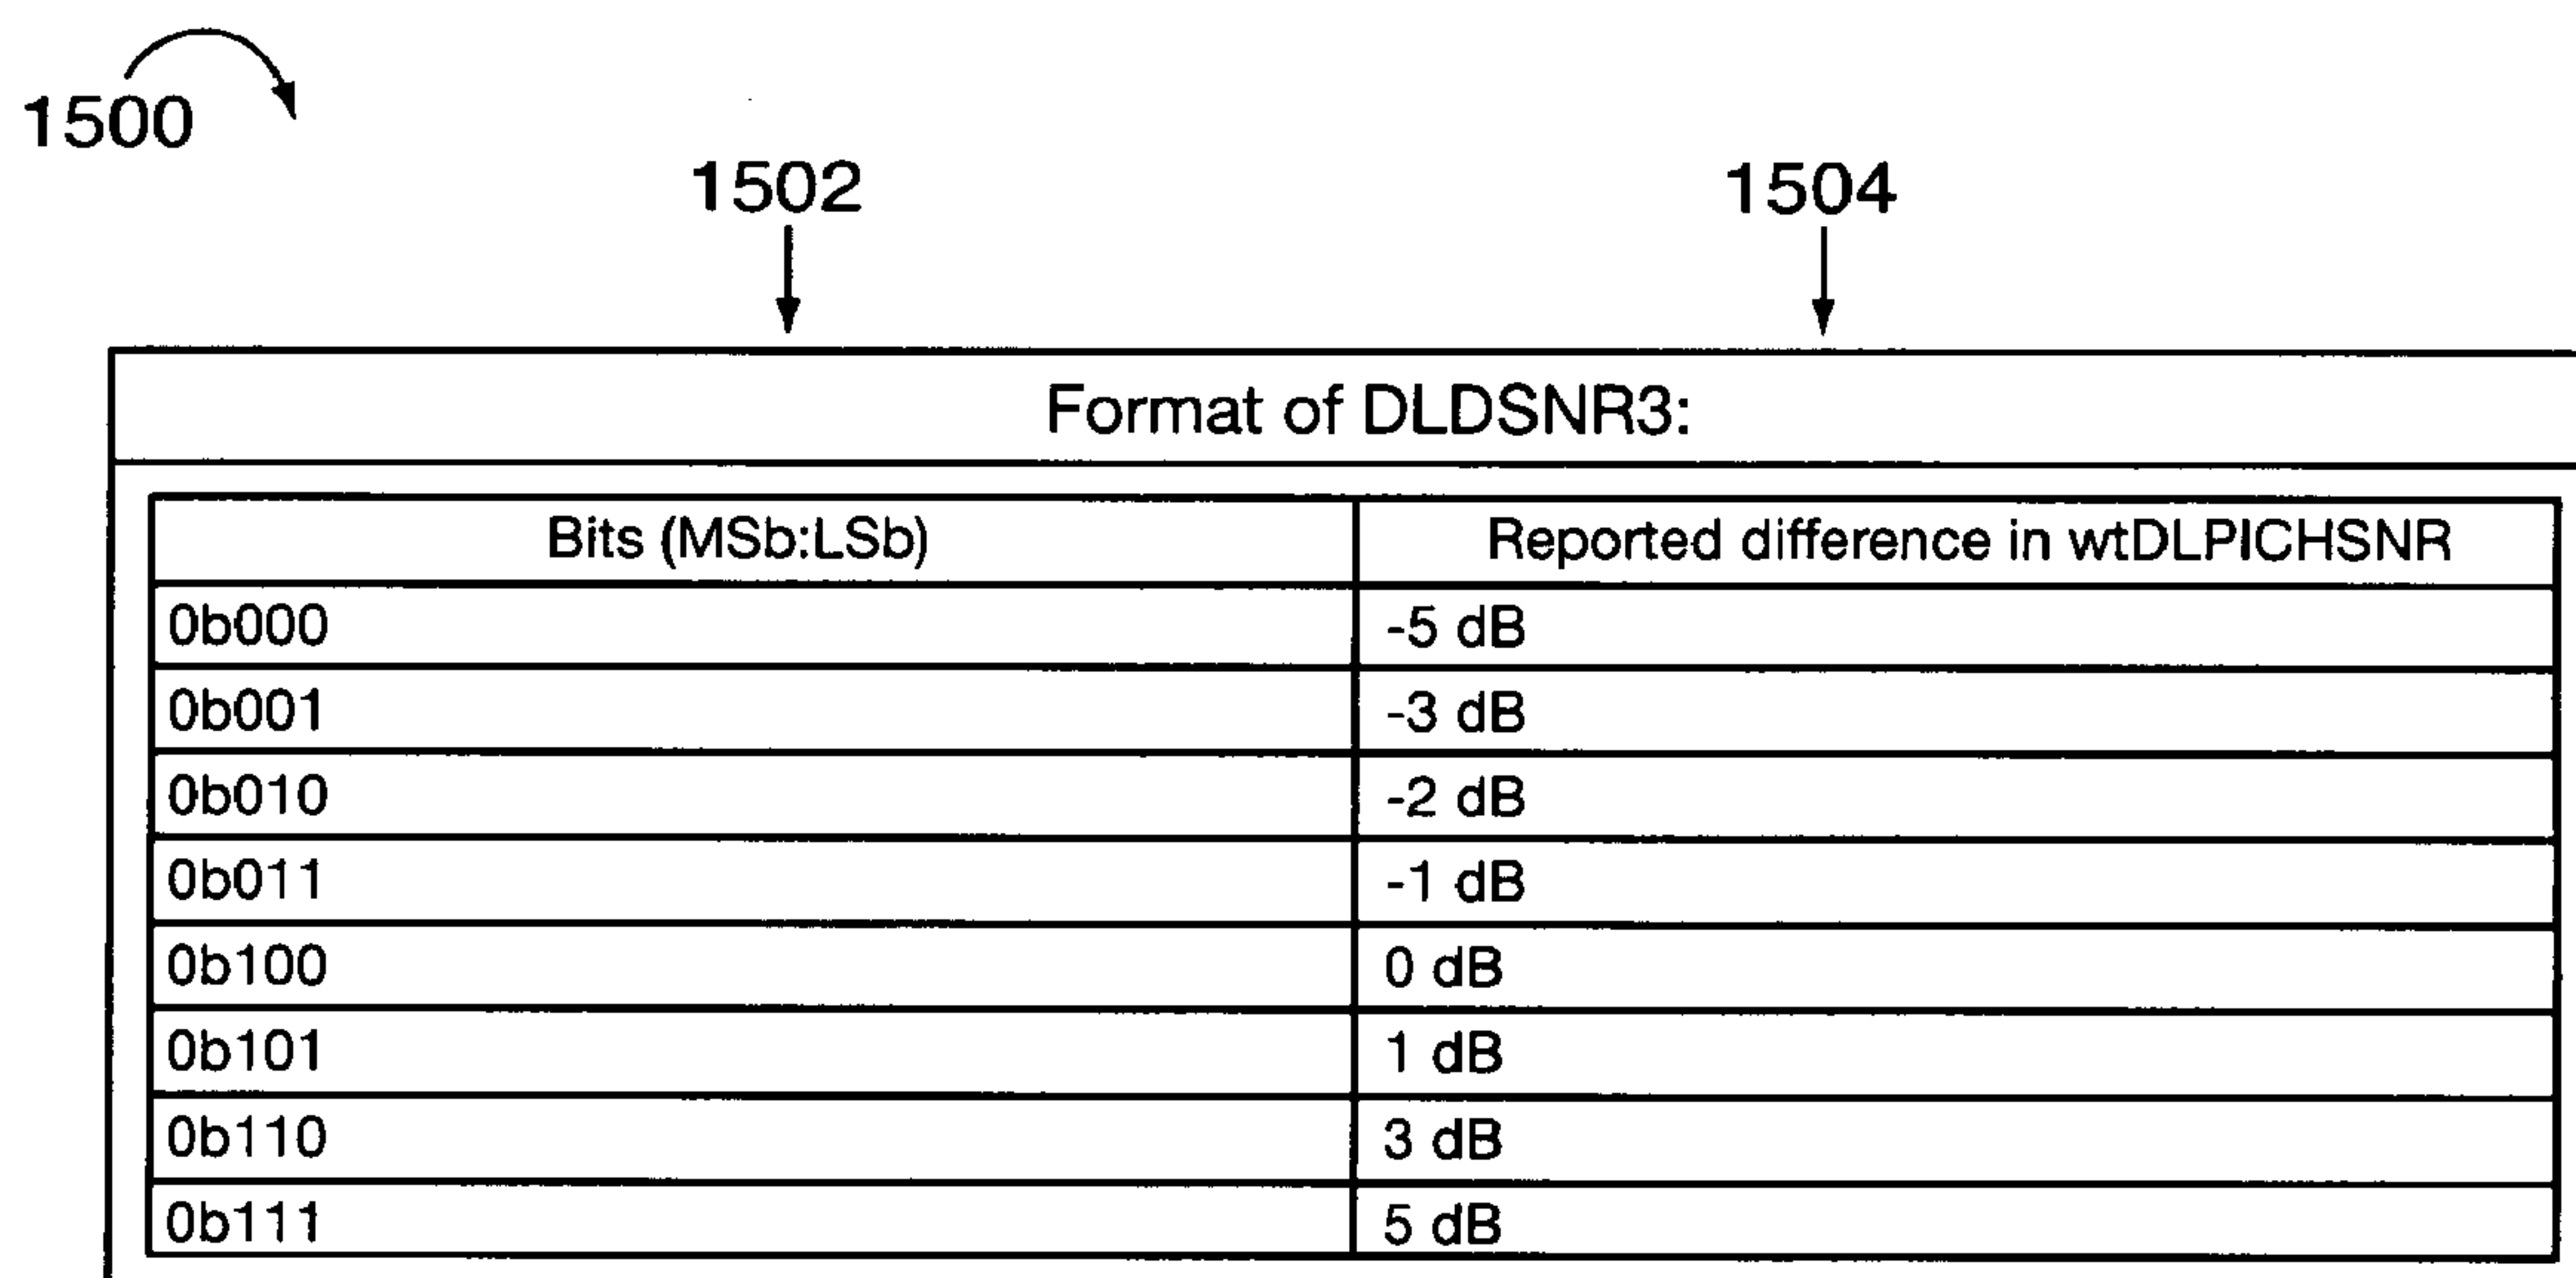 1500
1502 1504
Format of DLDSNR3:
Bits (MSb:LSb) Reported difference in wtDLPICHSNR
0b000 -5 dB
0b001 -3 dB
0b010 -2 dB
0b011 -1 dB
0b100 0 dB
0b101 1 dB
0b110 3 dB
0b111 5 dB